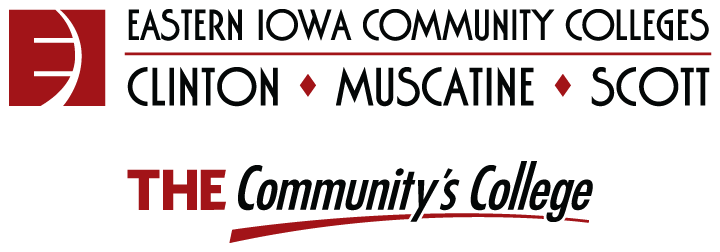 EASTERN IOWA COMMUNITY COLLEGES
CLINTON ♦ MUSCATINE ♦ SCOTT
THE Community's College